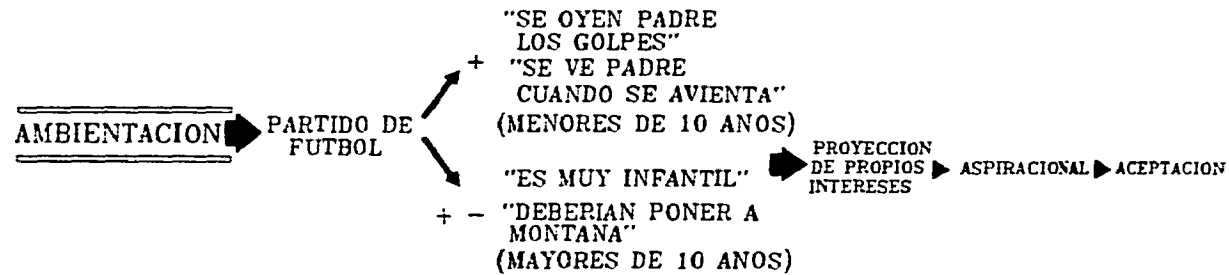 AMBIENTACION
PARTIDO DE
FUTBOL
+
"SE OYEN PADRE
LOS GOLPES"
"SE VE PADRE
CUANDO SE AVIENTA"
(MENORES DE 10 ANOS)
+ -
"ES MUY INFANTIL"
"DEBERIAN PONER A
MONTANA"
(MAYORES DE 10 ANOS)
PROYECCION
DE PROPIOS
INTERESES
ASPIRACIONAL
ACEPTACION